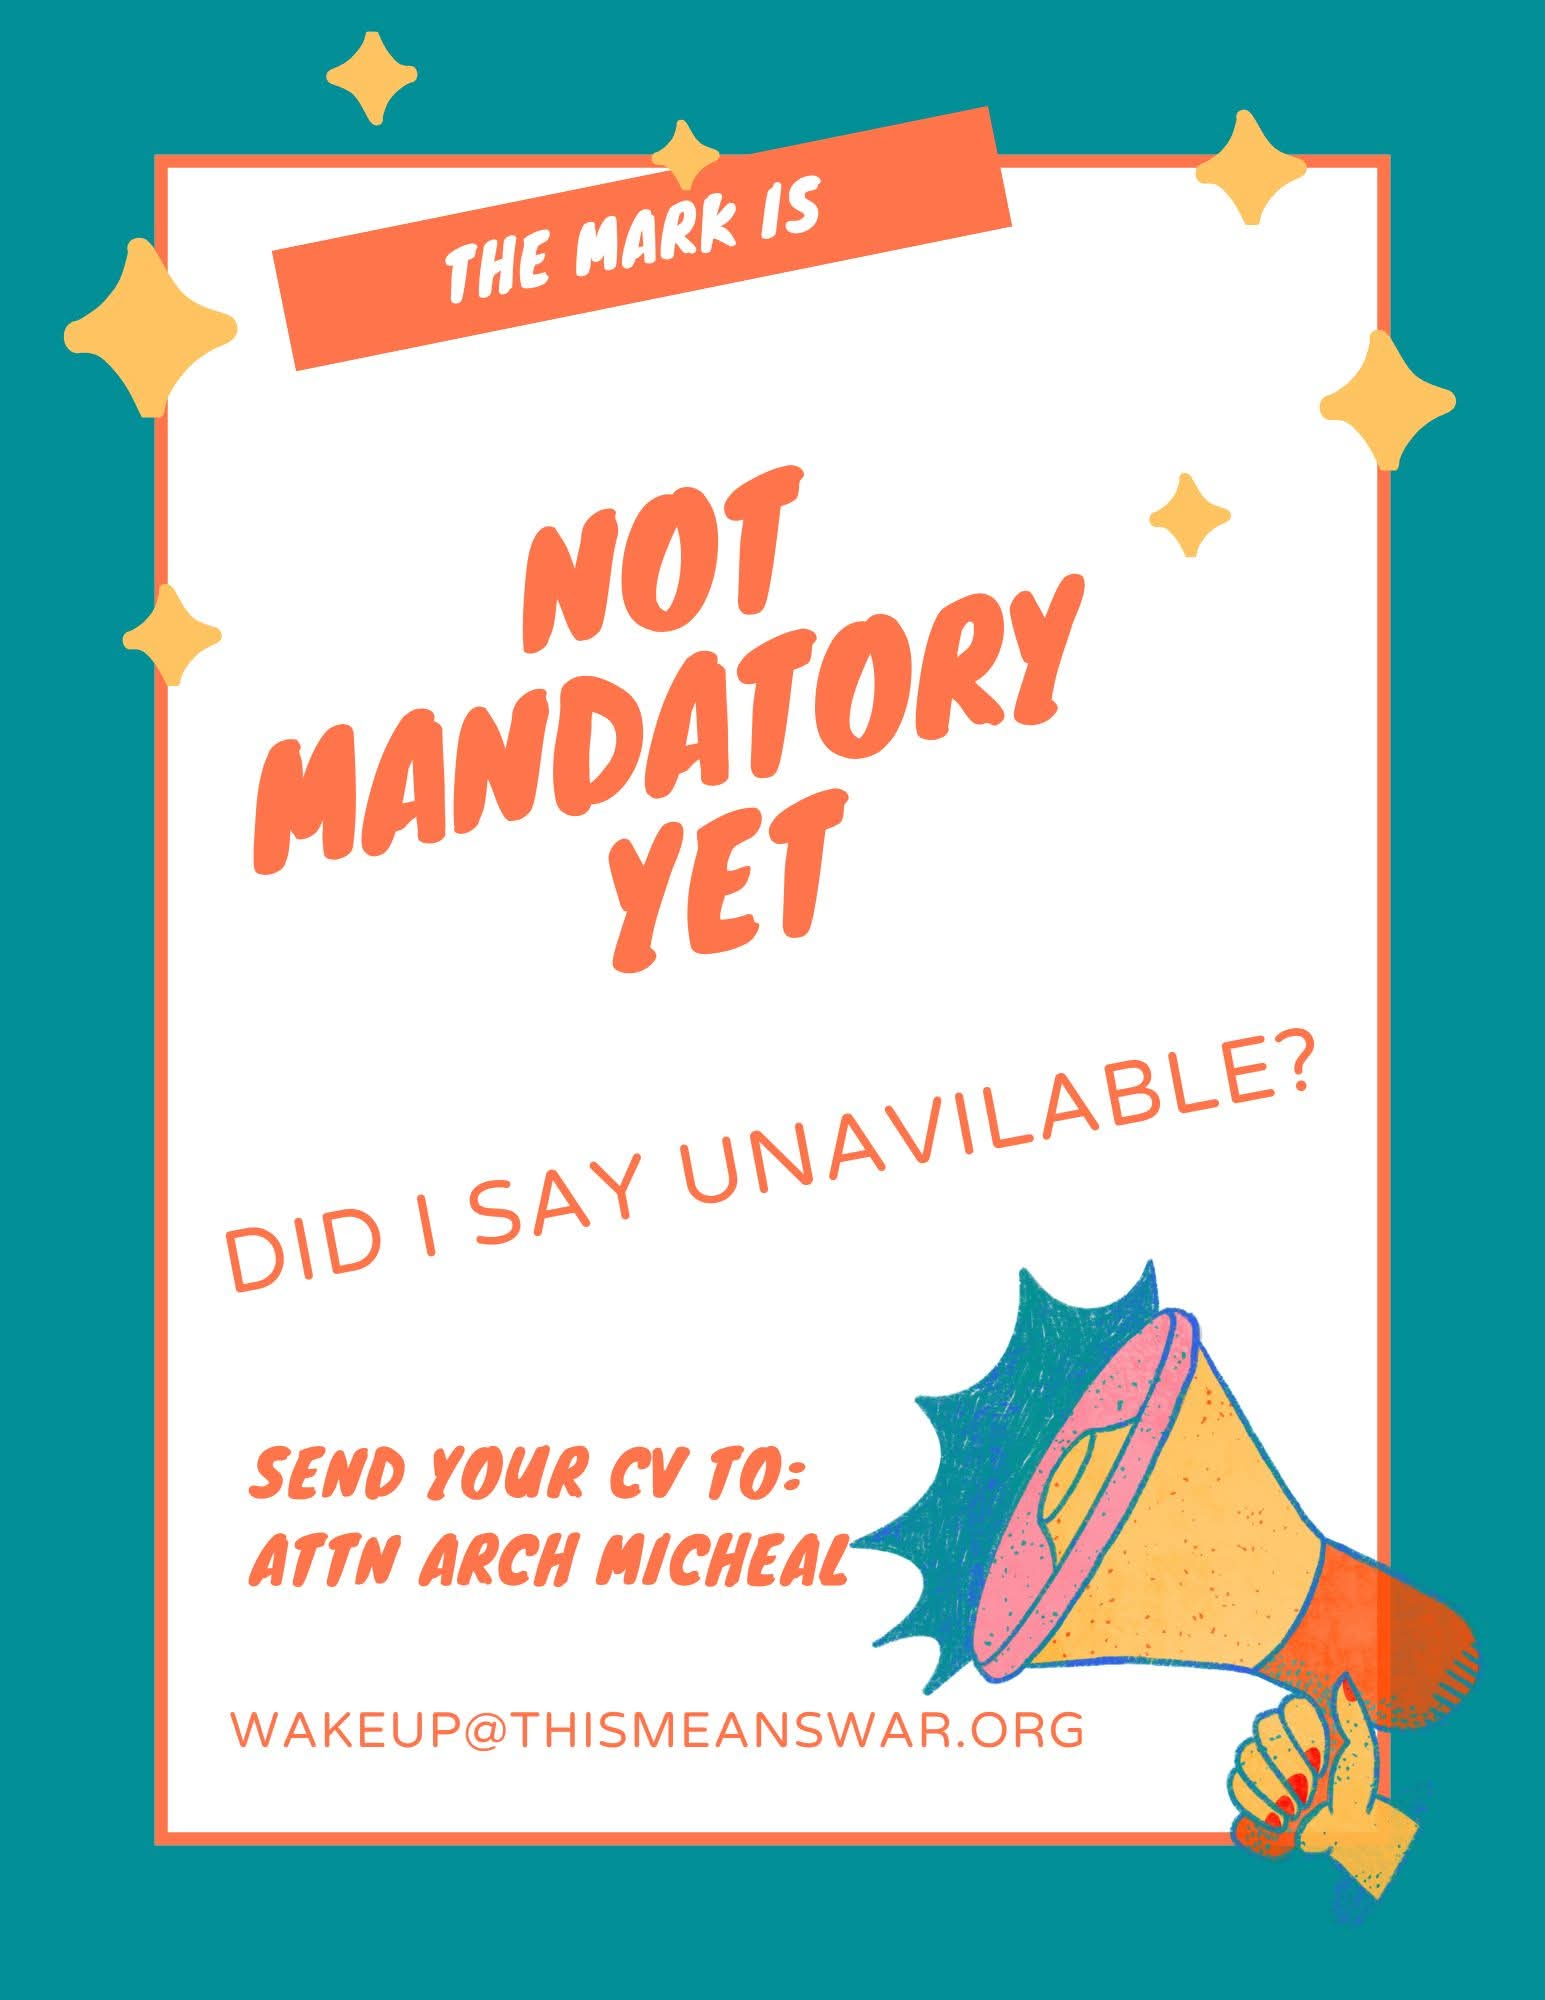 THE MARK IS
NOT
MANDATORY
YET
DID I SAY UNAVILABLE?
SEND YOUR CV TO:
ATTN ARCH MICHEAL
WAKEUP@THISMEANSWAR.ORG